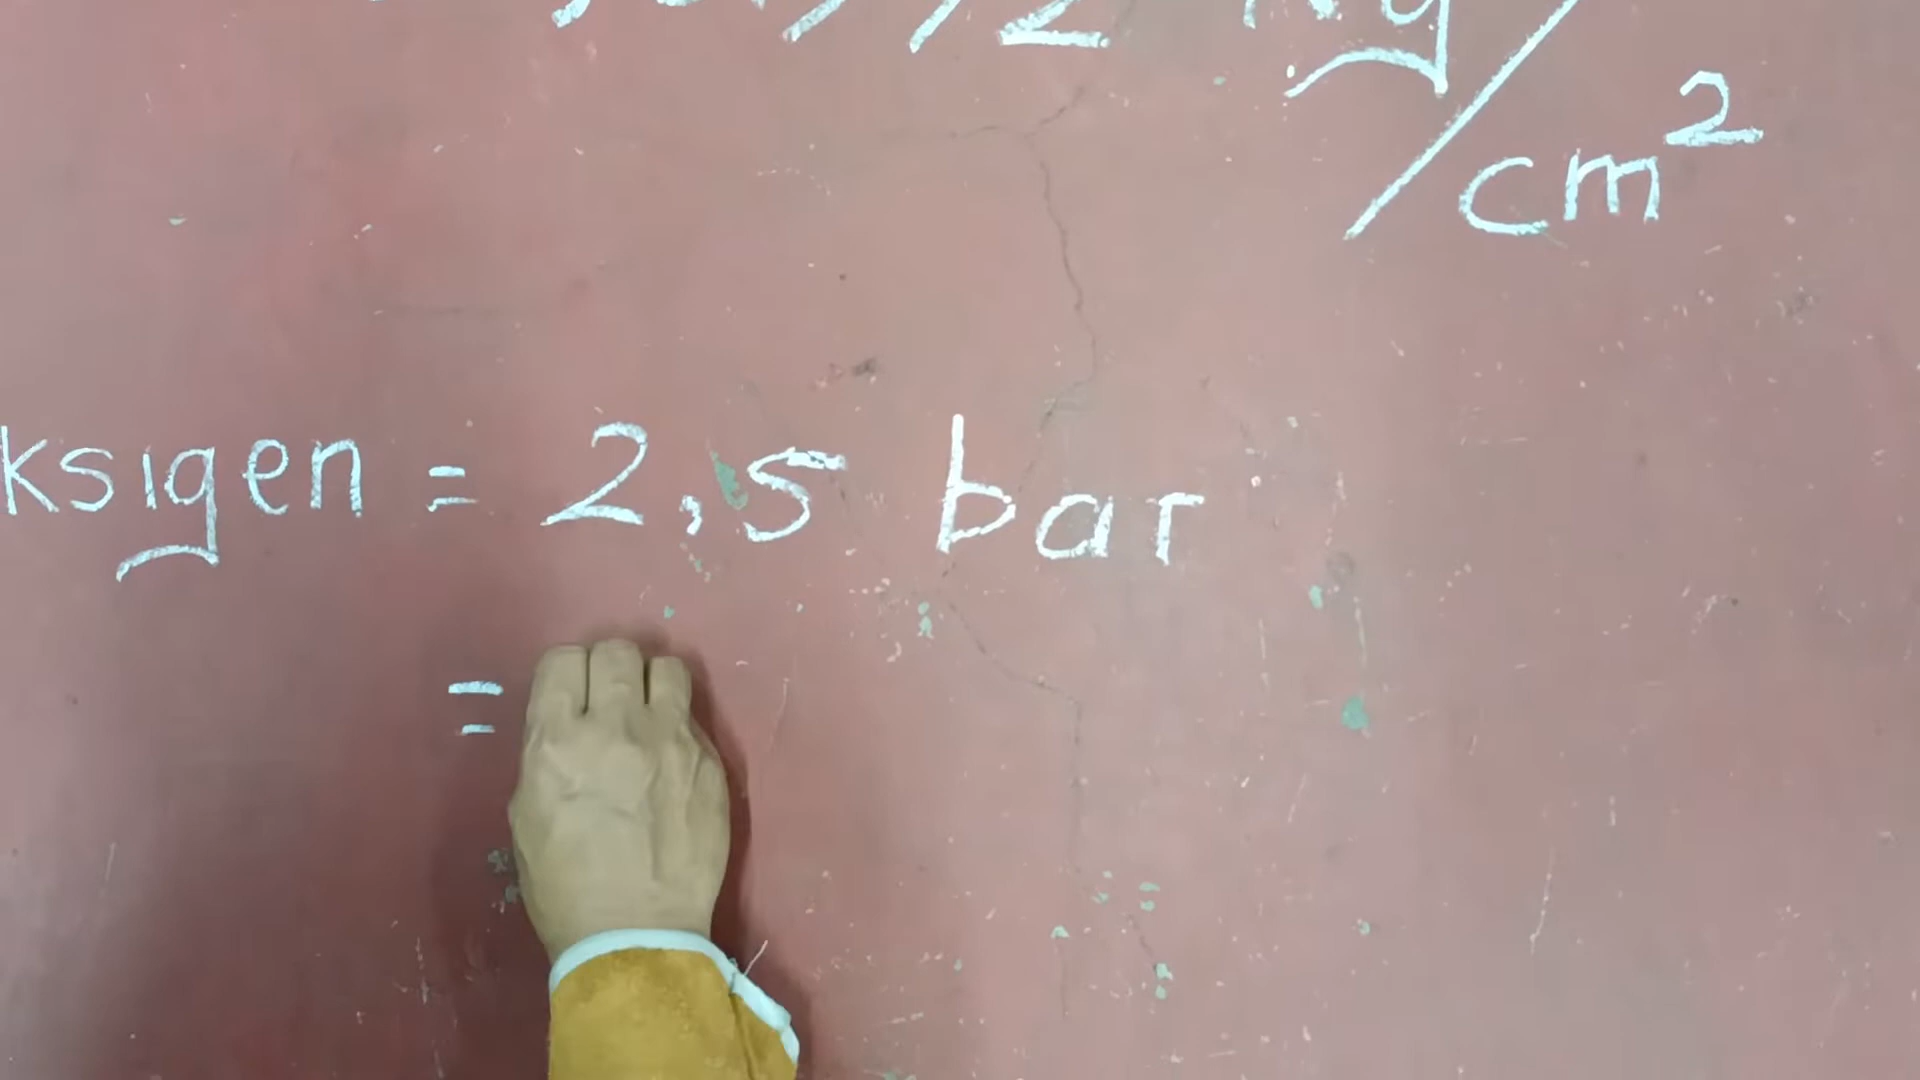 kg/cm²
ksigen = 2,5 bar
=